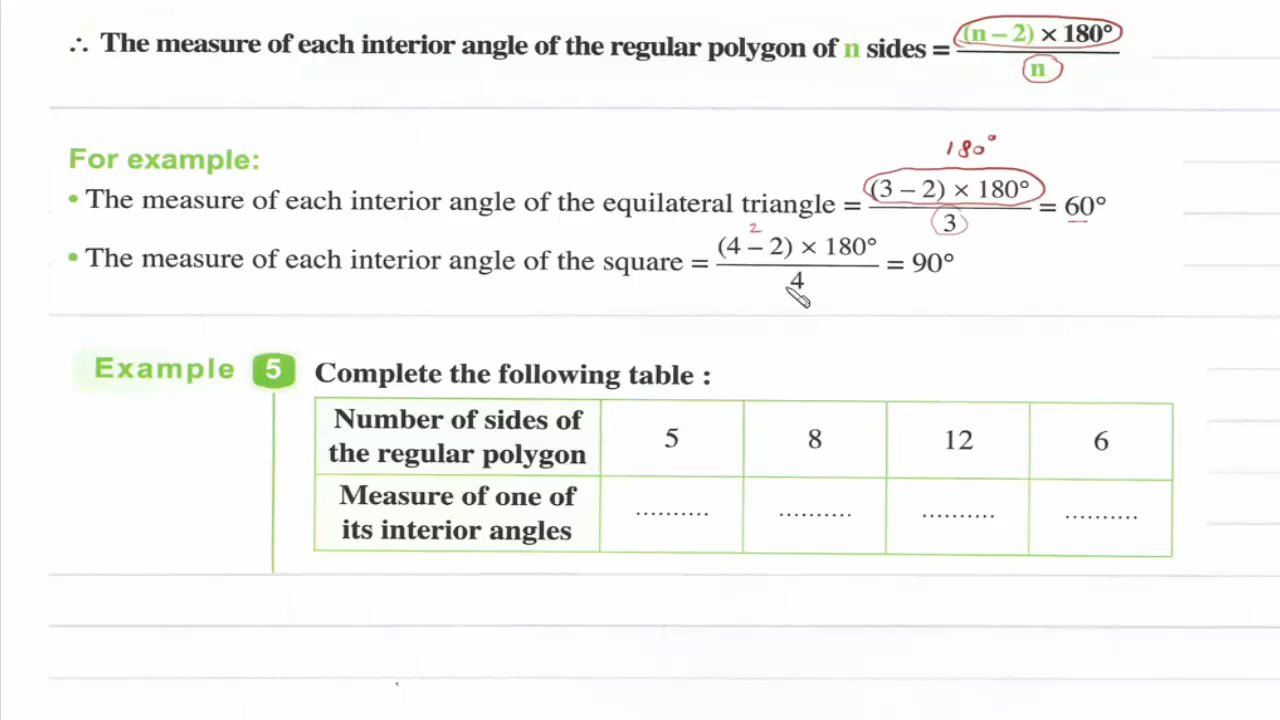 ∴ The measure of each interior angle of the regular polygon of n sides = (n – 2) × 180° / n
For example:
180°
• The measure of each interior angle of the equilateral triangle = (3 – 2) × 180° / 3 = 60°
2
• The measure of each interior angle of the square = (4 – 2) × 180° / 4 = 90°
Example 5 Complete the following table :
Number of sides of the regular polygon 5 8 12 6
Measure of one of its interior angles .......... .......... .......... ..........